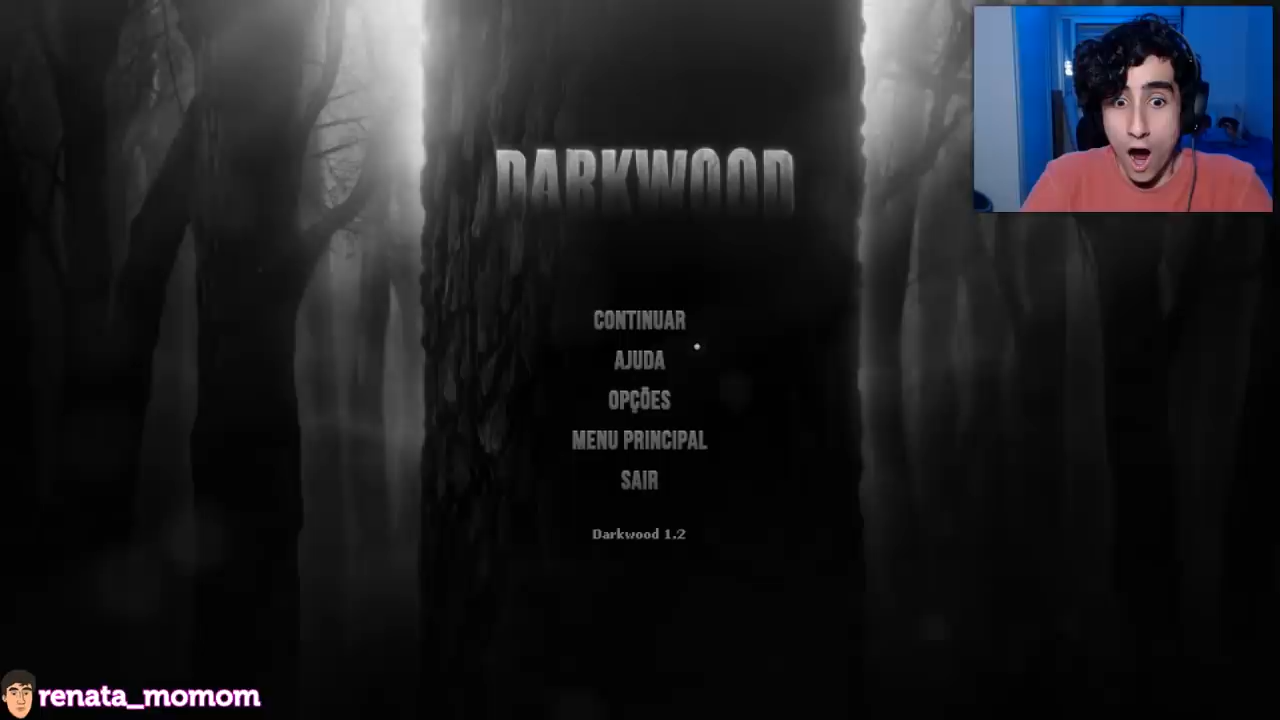 DARKWOOD
CONTINUAR
AJUDA
OPÇÕES
MENU PRINCIPAL
SAIR
Darkwood 1.2
renata_momom